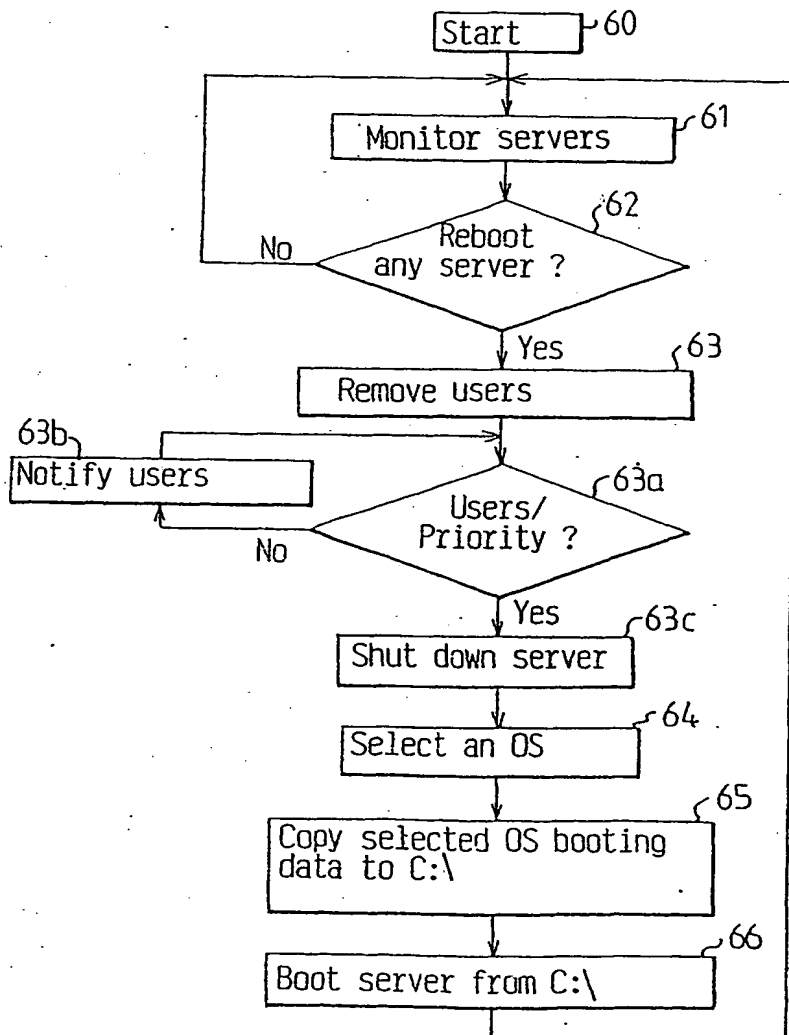 Start
60
Monitor servers
61
Reboot
any server ?
62
No
Yes
Remove users
63
63b
Notify users
Users/
Priority ?
63a
No
Yes
Shut down server
63c
Select an OS
64
Copy selected OS booting
data to C:\
65
Boot server from C:\
66